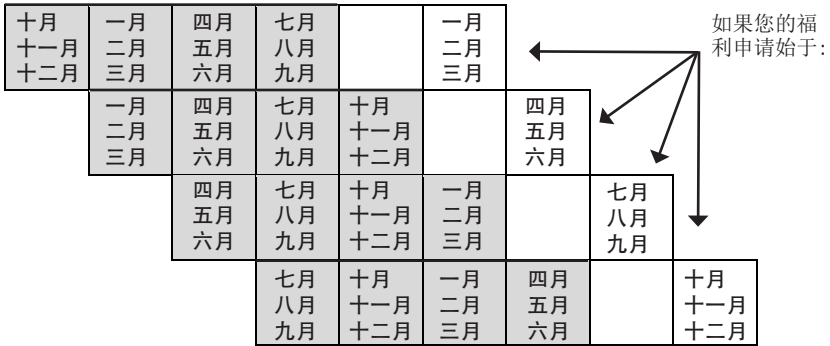 十月 一月 四月 七月 一月
十一月 二月 五月 八月 二月
十二月 三月 六月 九月 三月
如果您的福
利申请始于：
一月 四月 七月 十月 四月
二月 五月 八月 十一月 五月
三月 六月 九月 十二月 六月
四月 七月 十月 一月 七月
五月 八月 十一月 二月 八月
六月 九月 十二月 三月 九月
七月 十月 一月 四月 十月
八月 十一月 二月 五月 十一月
九月 十二月 三月 六月 十二月